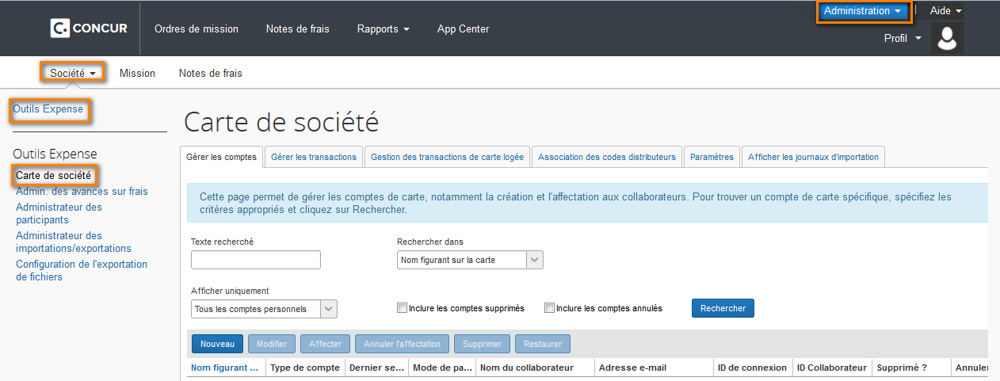 Administration Aide
CONCUR Ordres de mission Notes de frais Rapports App Center
Profil
Société Mission Notes de frais
Outils Expense
Carte de société
Outils Expense
Carte de société
Admin. des avances sur frais
Administrateur des
participants
Administrateur des
importations/exportations
Configuration de l'exportation
de fichiers
Gérer les comptes Gérer les transactions Gestion des transactions de carte logée Association des codes distributeurs Paramètres Afficher les journaux d'importation
Cette page permet de gérer les comptes de carte, notamment la création et l'affectation aux collaborateurs. Pour trouver un compte de carte spécifique, spécifiez les
critères appropriés et cliquez sur Rechercher.
Texte recherché Rechercher dans
Nom figurant sur la carte
Afficher uniquement
Tous les comptes personnels Inclure les comptes supprimés Inclure les comptes annulés Rechercher
Nouveau Modifier Affecter Annuler l'affectation Supprimer Restaurer
Nom figurant ... Type de compte Dernier se... Mode de pa... Nom du collaborateur Adresse e-mail ID de connexion ID Collaborateur Supprimé ? Annuler